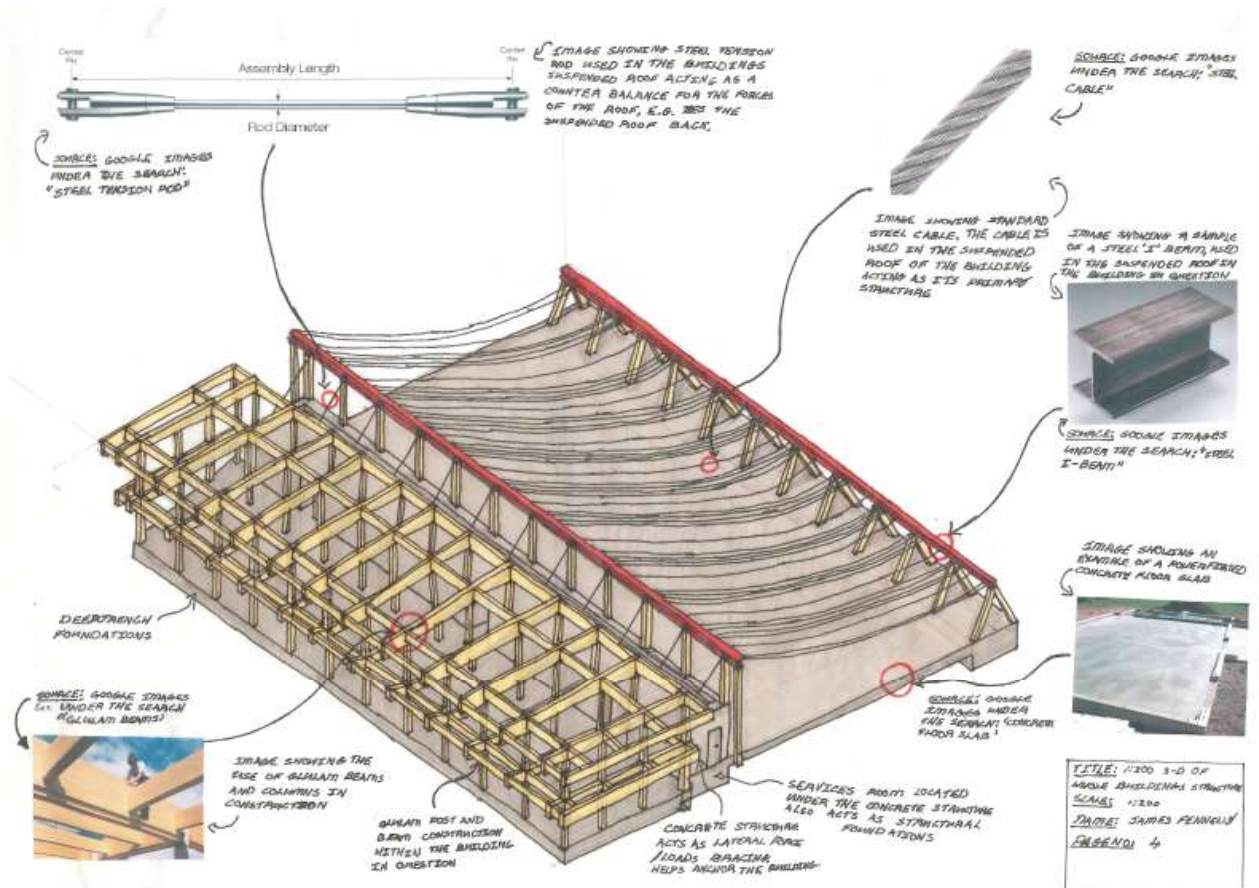 Center
Pin
Assembly Length
Center
Pin
Rod Diameter
IMAGE SHOWING STEEL TENSION
ROD USED IN THE BUILDINGS
SUSPENDED ROOF ACTING AS A
COUNTER BALANCE FOR THE FORCES
OF THE ROOF, E.G. TIES THE
SUSPENDED ROOF BACK.
SOURCE: GOOGLE IMAGES
UNDER THE SEARCH:
"STEEL TENSION ROD"
SOURCE: GOOGLE IMAGES
UNDER THE SEARCH: "STEEL
CABLE"
IMAGE SHOWING STANDARD
STEEL CABLE, THE CABLE IS
USED IN THE SUSPENDED
ROOF OF THE BUILDING
ACTING AS ITS PRIMARY
STRUCTURE
IMAGE SHOWING A SAMPLE
OF A STEEL 'I' BEAM, USED
IN THE SUSPENDED ROOF IN
THE BUILDING IN QUESTION
SOURCE: GOOGLE IMAGES
UNDER THE SEARCH: "STEEL
I-BEAM"
IMAGE SHOWING AN
EXAMPLE OF A
CONCRETE FLOOR SLAB
SOURCE: GOOGLE
IMAGES UNDER
THE SEARCH: "CONCRETE
FLOOR SLAB"
DEEP TRENCH
FOUNDATIONS
SOURCE: GOOGLE IMAGES
UNDER THE SEARCH
"GLULAM BEAMS"
IMAGE SHOWING THE
USE OF GLULAM BEAMS
AND COLUMNS IN
CONSTRUCTION
GLULAM POST AND
BEAM CONSTRUCTION
WITHIN THE BUILDING
IN QUESTION
CONCRETE STRUCTURE
ACTS AS LATERAL FORCE
/LOADS BRACING
HELPS ANCHOR THE BUILDING
SERVICES ROOM LOCATED
UNDER THE CONCRETE STRUCTURE
ALSO ACTS AS STRUCTURAL
FOUNDATIONS
TITLE: 1:200 3-D OF
WHOLE BUILDINGS STRUCTURE
SCALE: 1:200
NAME: JAMES FENNELLY
PAGE NO: 4